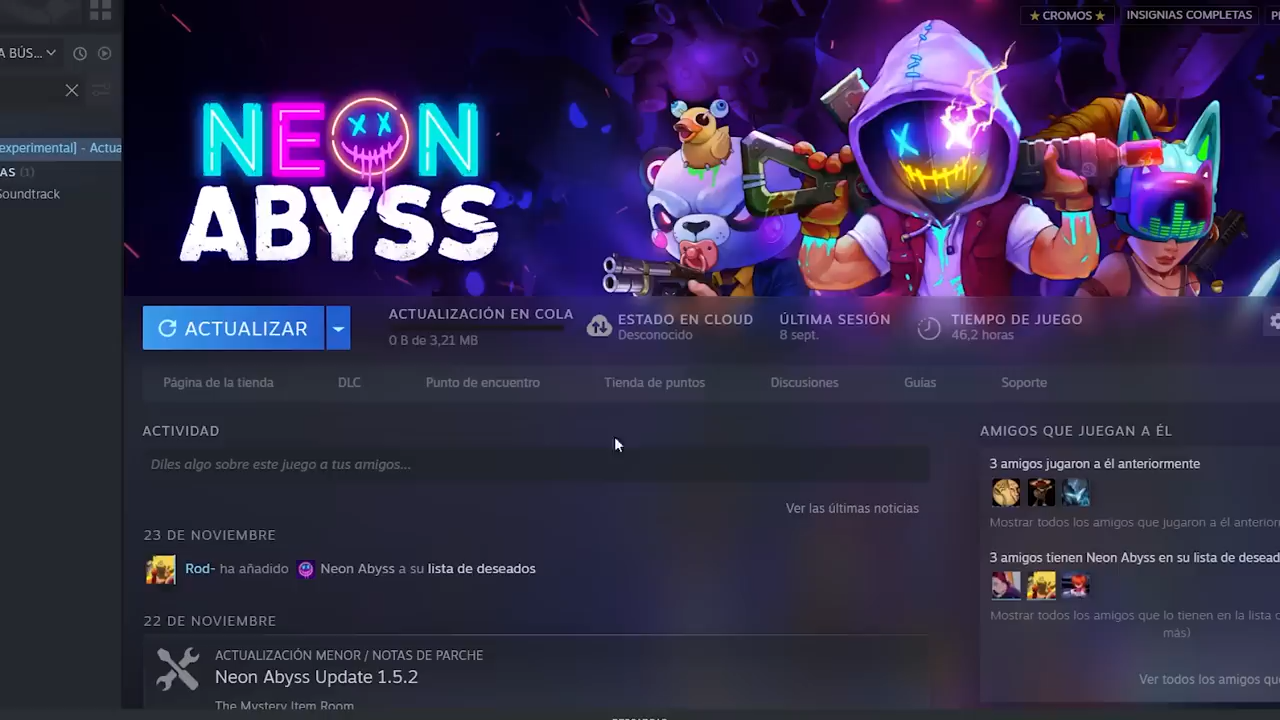 ★ CROMOS ★
INSIGNIAS COMPLETAS
A BÚS...
experimental] - Actua
AS (1)
Soundtrack
NEON
ABYSS
ACTUALIZAR
ACTUALIZACIÓN EN COLA
0 B de 3,21 MB
ESTADO EN CLOUD
Desconocido
ÚLTIMA SESIÓN
8 sept.
TIEMPO DE JUEGO
46,2 horas
Página de la tienda
DLC
Punto de encuentro
Tienda de puntos
Discusiones
Guías
Soporte
ACTIVIDAD
Diles algo sobre este juego a tus amigos...
Ver las últimas noticias
23 DE NOVIEMBRE
Rod- ha añadido Neon Abyss a su lista de deseados
22 DE NOVIEMBRE
ACTUALIZACIÓN MENOR / NOTAS DE PARCHE
Neon Abyss Update 1.5.2
The Mystery Item Room
AMIGOS QUE JUEGAN A ÉL
3 amigos jugaron a él anteriormente
Mostrar todos los amigos que jugaron a él anterior
3 amigos tienen Neon Abyss en su lista de desead
Mostrar todos los amigos que lo tienen en la lista
más)
Ver todos los amigos qu